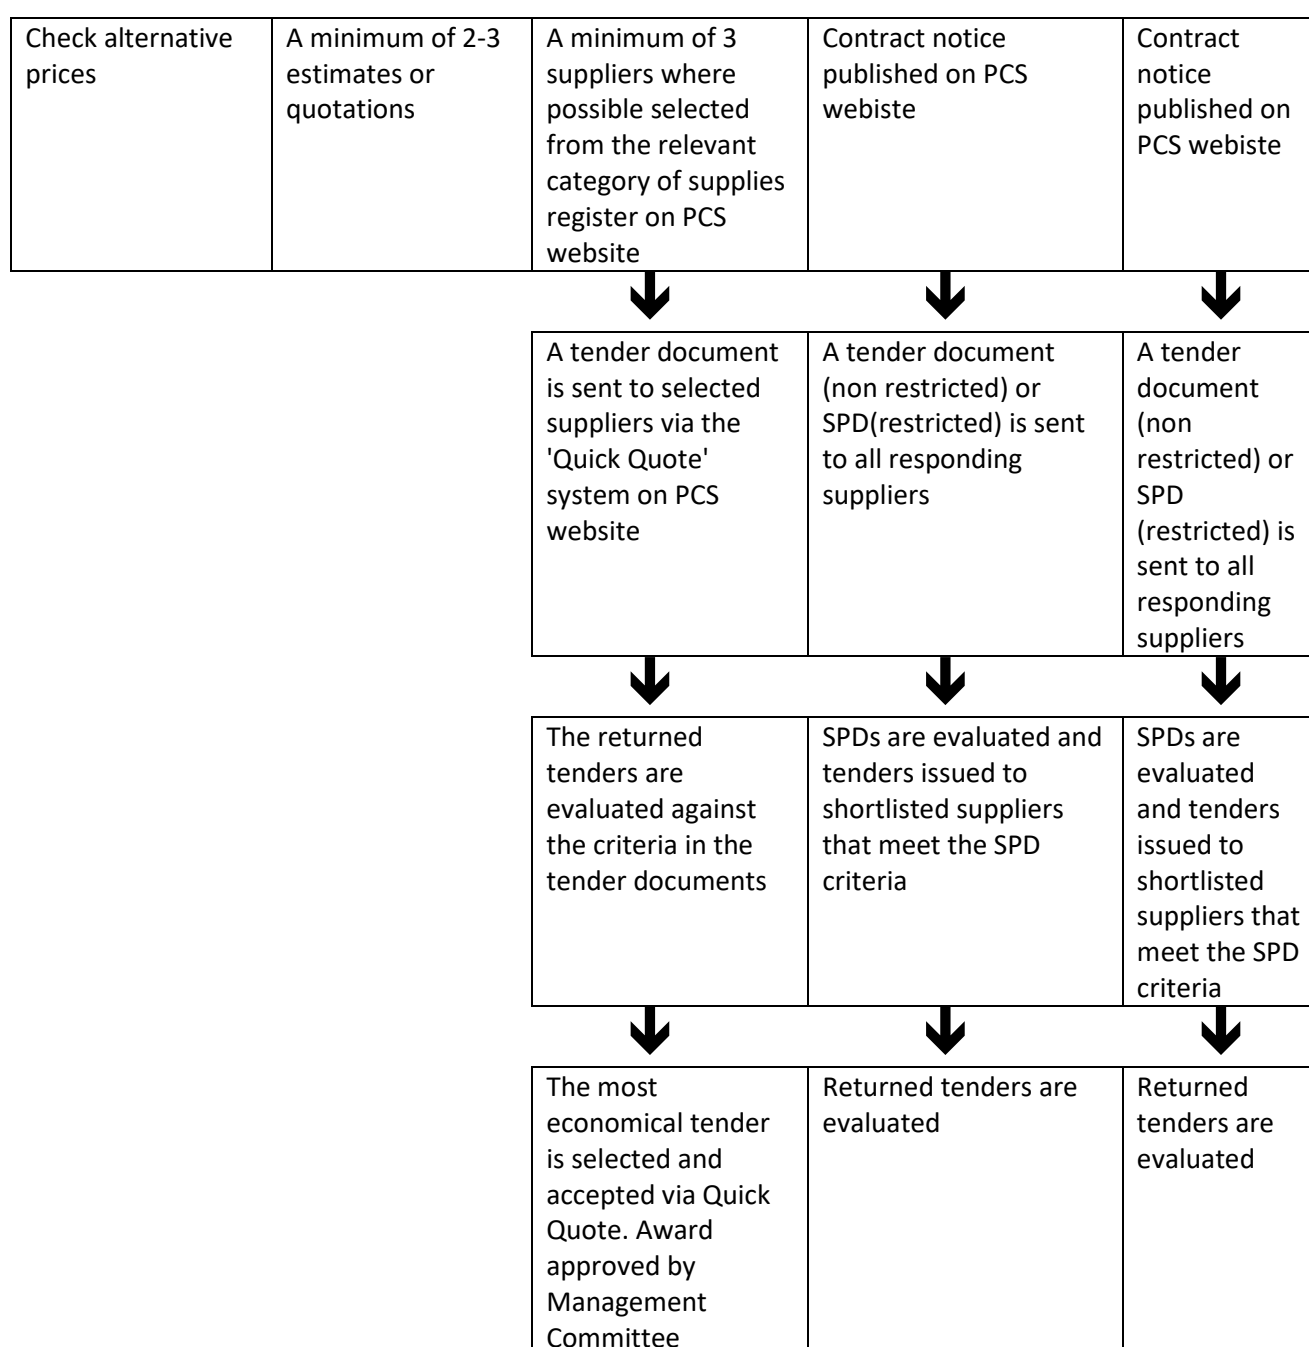 Check alternative
prices
A minimum of 2-3
estimates or
quotations
A minimum of 3
suppliers where
possible selected
from the relevant
category of supplies
register on PCS
website
Contract notice
published on PCS
webiste
Contract
notice
published on
PCS webiste
A tender document
is sent to selected
suppliers via the
'Quick Quote'
system on PCS
website
A tender document
(non restricted) or
SPD(restricted) is sent
to all responding
suppliers
A tender
document
(non
restricted) or
SPD
(restricted) is
sent to all
responding
suppliers
The returned
tenders are
evaluated against
the criteria in the
tender documents
SPDs are evaluated and
tenders issued to
shortlisted suppliers
that meet the SPD
criteria
SPDs are
evaluated
and tenders
issued to
shortlisted
suppliers that
meet the SPD
criteria
The most
economical tender
is selected and
accepted via Quick
Quote. Award
approved by
Management
Committee
Returned tenders are
evaluated
Returned
tenders are
evaluated